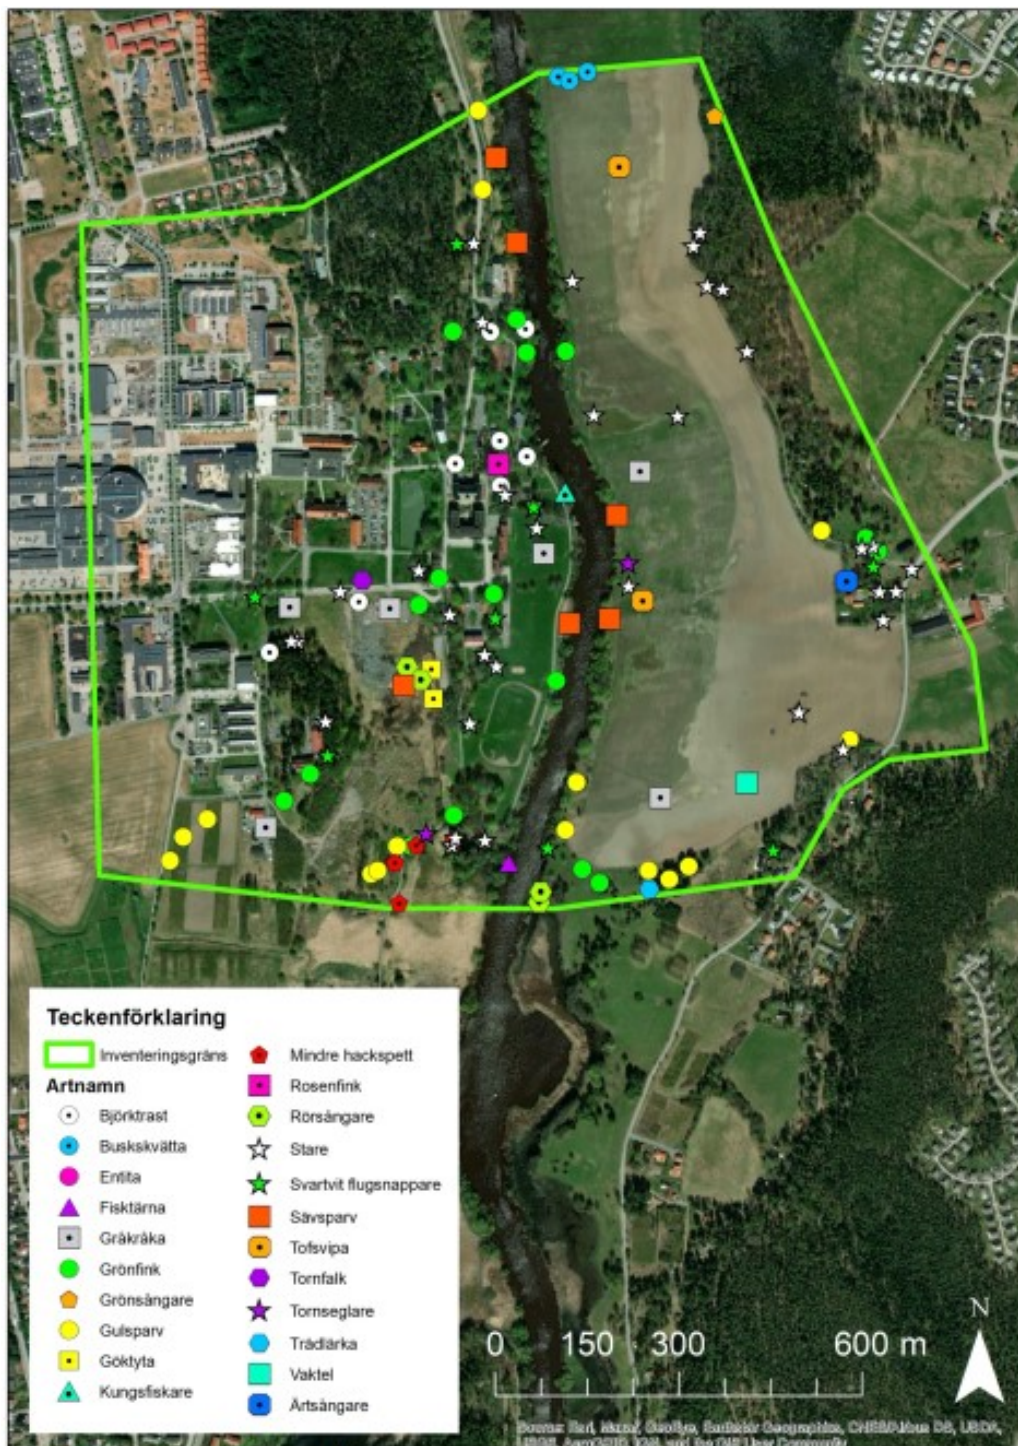 Teckenförklaring
Inventeringsgräns
Artnamn
Björktrast
Buskskvätta
Entita
Fisktärna
Gråkråka
Grönfink
Grönsångare
Gulsparv
Göktyta
Kungsfiskare
Mindre hackspett
Rosenfink
Rörsångare
Stare
Svartvit flugsnappare
Sävsparv
Tofsvipa
Tornfalk
Tornseglare
Trädlärka
Vaktel
Ärtsångare
N
0 150 300 600 m